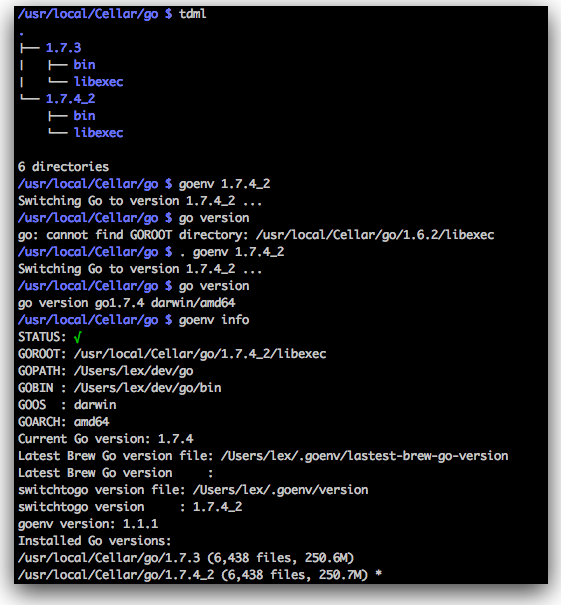 /usr/local/Cellar/go $ tdml
.
├── 1.7.3
|   ├── bin
|   └── libexec
└── 1.7.4_2
    ├── bin
    └── libexec

6 directories
/usr/local/Cellar/go $ goenv 1.7.4_2
Switching Go to version 1.7.4_2 ...
/usr/local/Cellar/go $ go version
go: cannot find GOROOT directory: /usr/local/Cellar/go/1.6.2/libexec
/usr/local/Cellar/go $ . goenv 1.7.4_2
Switching Go to version 1.7.4_2 ...
/usr/local/Cellar/go $ go version
go version go1.7.4 darwin/amd64
/usr/local/Cellar/go $ goenv info
STATUS: √
GOROOT: /usr/local/Cellar/go/1.7.4_2/libexec
GOPATH: /Users/lex/dev/go
GOBIN : /Users/lex/dev/go/bin
GOOS  : darwin
GOARCH: amd64
Current Go version: 1.7.4
Latest Brew Go version file: /Users/lex/.goenv/lastest-brew-go-version
Latest Brew Go version     :
switchtogo version file: /Users/lex/.goenv/version
switchtogo version     : 1.7.4_2
goenv version: 1.1.1
Installed Go versions:
/usr/local/Cellar/go/1.7.3 (6,438 files, 250.6M)
/usr/local/Cellar/go/1.7.4_2 (6,438 files, 250.7M) *